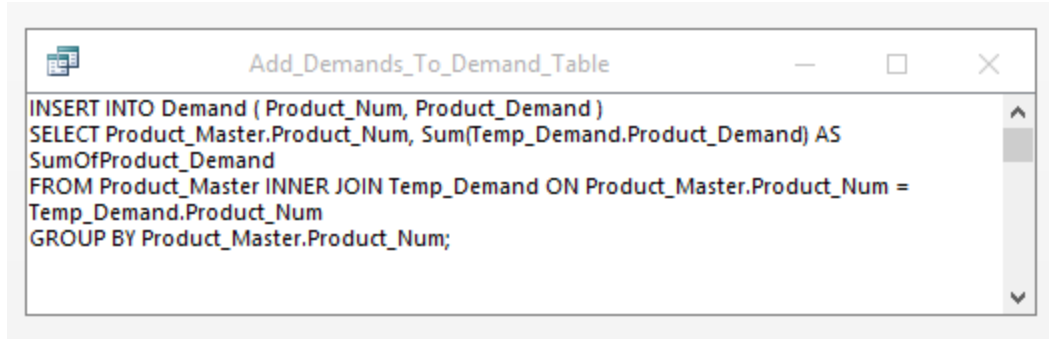 Add_Demands_To_Demand_Table
INSERT INTO Demand ( Product_Num, Product_Demand )
SELECT Product_Master.Product_Num, Sum(Temp_Demand.Product_Demand) AS
SumOfProduct_Demand
FROM Product_Master INNER JOIN Temp_Demand ON Product_Master.Product_Num =
Temp_Demand.Product_Num
GROUP BY Product_Master.Product_Num;